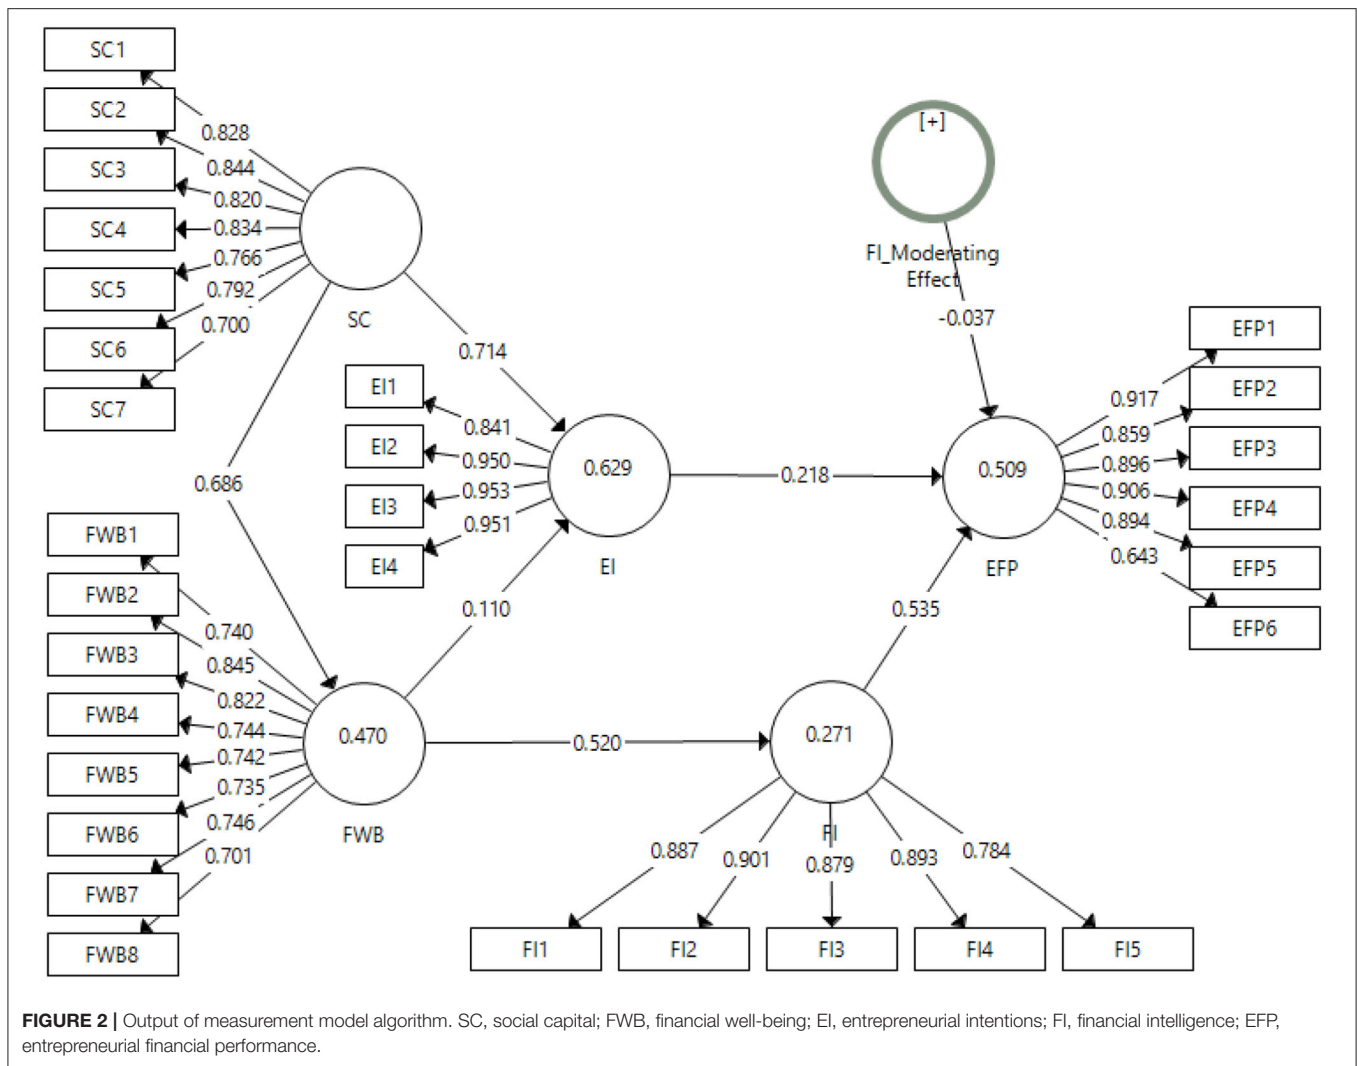 SC1
SC2
SC3
SC4
SC5
SC6
SC7
0.828
0.844
0.820
0.834
0.766
0.792
0.700
SC
[+]
FI_Moderating
Effect
-0.037
0.714
0.686
EI1
EI2
EI3
EI4
0.841
0.950
0.953
0.951
0.629
EI
0.218
0.509
EFP
0.917
0.859
0.896
0.906
0.894
0.643
EFP1
EFP2
EFP3
EFP4
EFP5
EFP6
0.110
0.535
FWB1
FWB2
FWB3
FWB4
FWB5
FWB6
FWB7
FWB8
0.740
0.845
0.822
0.744
0.742
0.735
0.746
0.701
0.470
FWB
0.520
0.271
FI
0.887
0.901
0.879
0.893
0.784
FI1
FI2
FI3
FI4
FI5
FIGURE 2 | Output of measurement model algorithm. SC, social capital; FWB, financial well-being; EI, entrepreneurial intentions; FI, financial intelligence; EFP,
entrepreneurial financial performance.